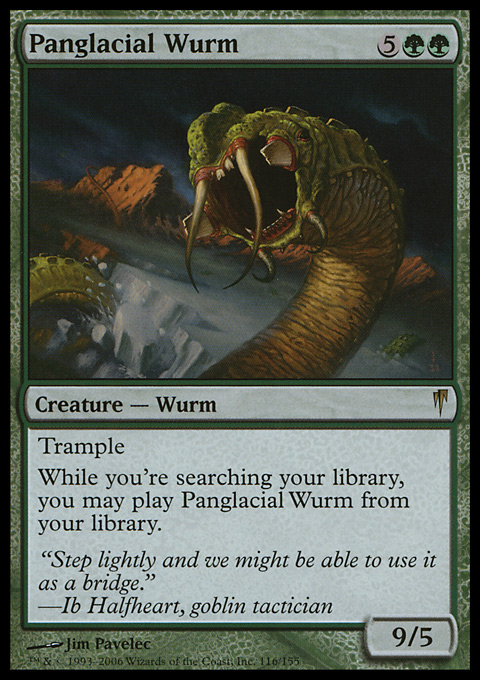 Panglacial Wurm 5
Creature — Wurm
Trample
While you're searching your library,
you may play Panglacial Wurm from
your library.
“Step lightly and we might be able to use it
as a bridge.”
—Ib Halfheart, goblin tactician
9/5
Jim Pavelec
™ & © 1993–2006 Wizards of the Coast, Inc. 116/155